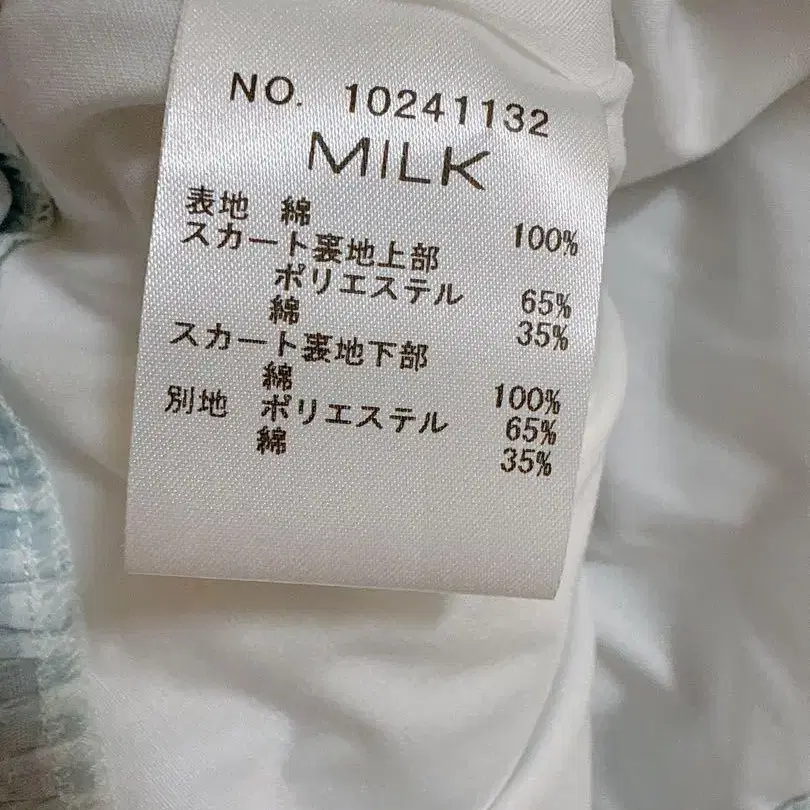 NO. 10241132
MILK
表地 綿 100%
スカート裏地上部
ポリエステル 65%
綿 35%
スカート裏地下部
綿 100%
別地 ポリエステル 65%
綿 35%